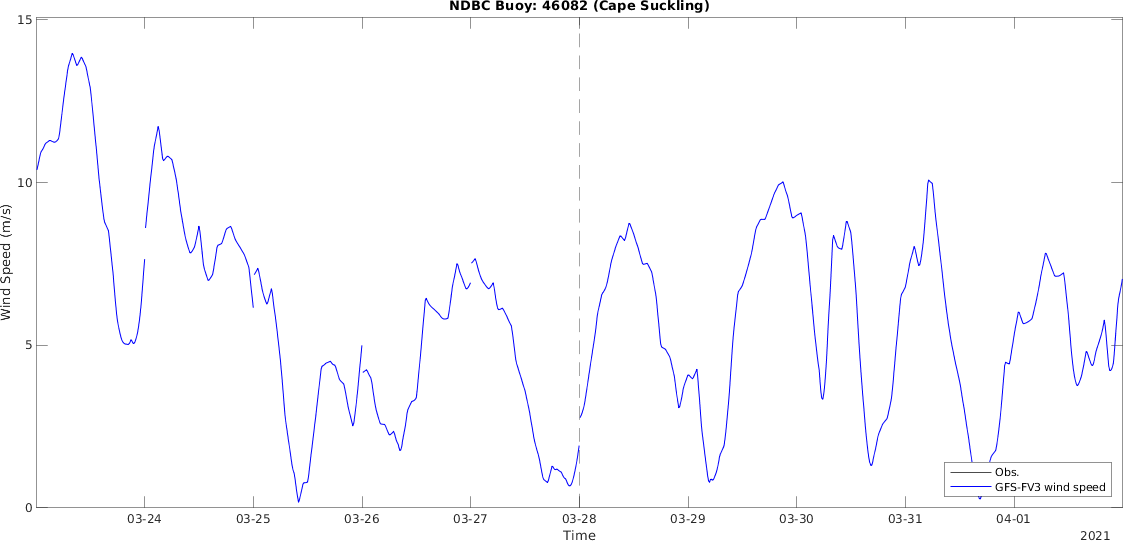 NDBC Buoy: 46082 (Cape Suckling)
15
10
5
0
Wind Speed (m/s)
03-24
03-25
03-26
03-27
03-28
03-29
03-30
03-31
04-01
Time
2021
Obs.
GFS-FV3 wind speed